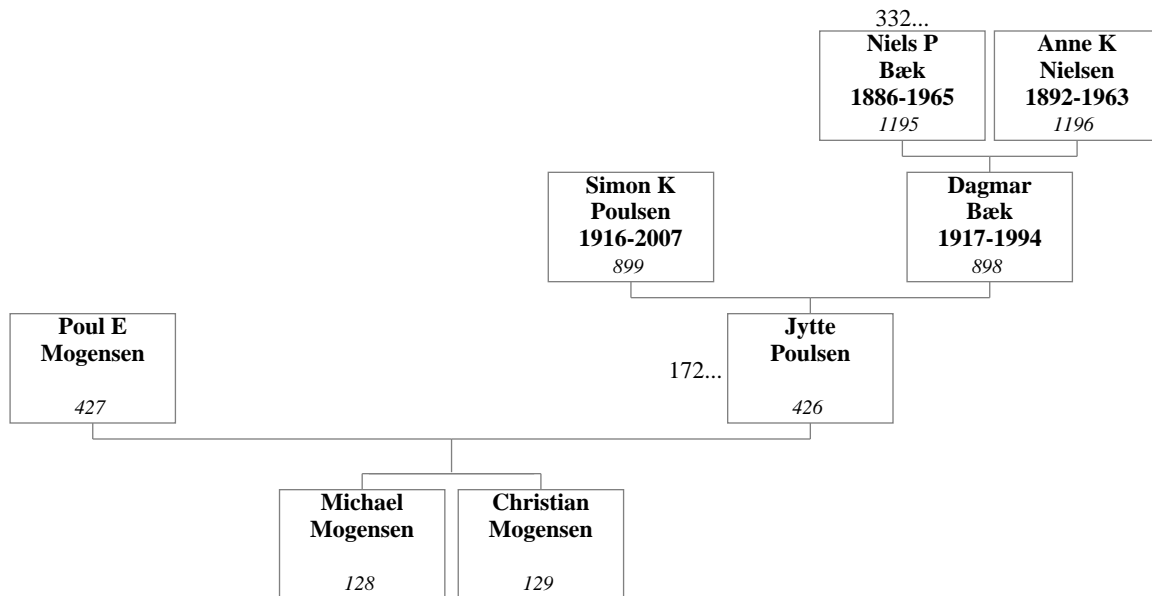 332...
Niels P
Bæk
1886-1965
1195
Anne K
Nielsen
1892-1963
1196
Simon K
Poulsen
1916-2007
899
Dagmar
Bæk
1917-1994
898
Poul E
Mogensen
427
172...
Jytte
Poulsen
426
Michael
Mogensen
128
Christian
Mogensen
129